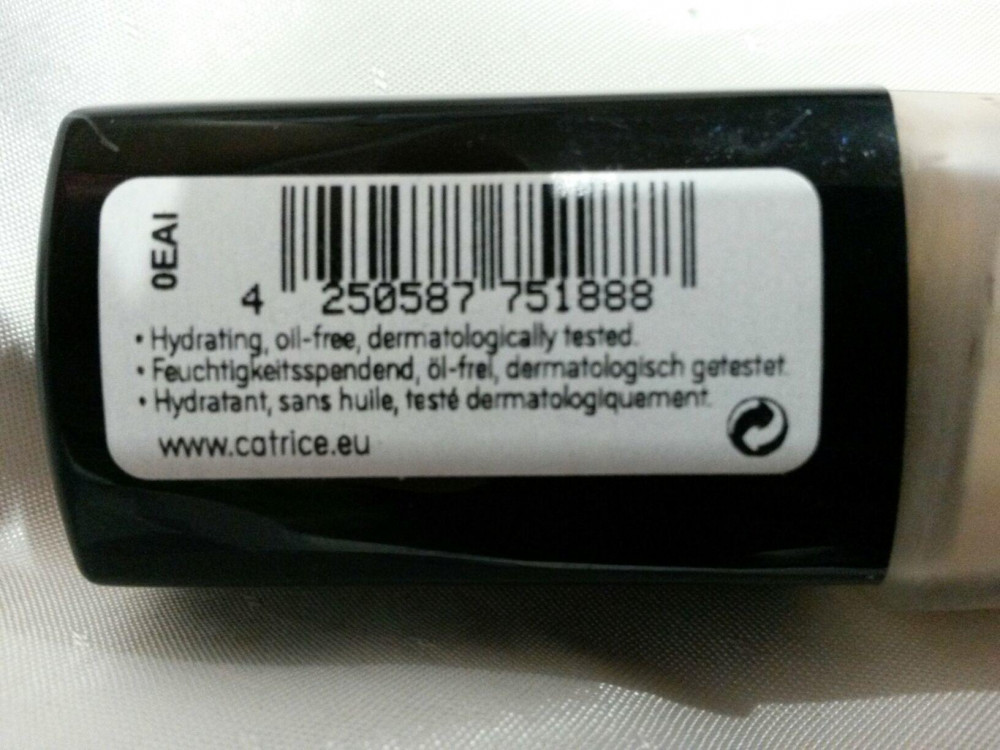 0EAI
4 250587 751888
• Hydrating, oil-free, dermatologically tested.
• Feuchtigkeitsspendend, öl-frei, dermatologisch getestet.
• Hydratant, sans huile, testé dermatologiquement.
www.catrice.eu